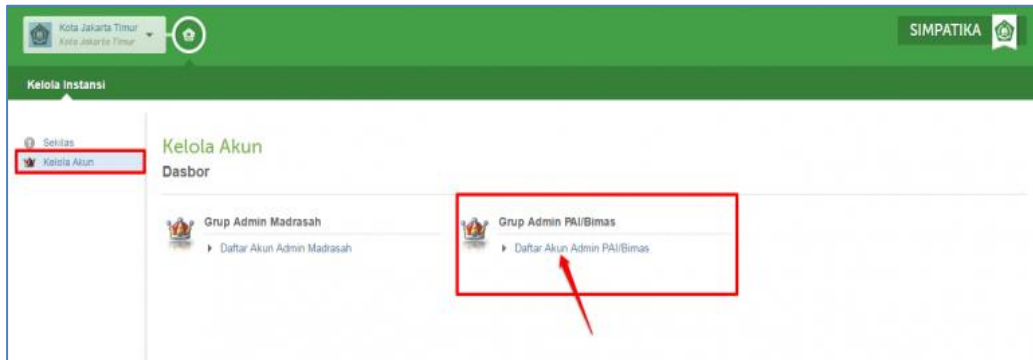 Kota Jakarta Timur
Kota Jakarta Timur
SIMPATIKA
Kelola Instansi
Sekilas
Kelola Akun
Kelola Akun
Dasbor
Grup Admin Madrasah
Daftar Akun Admin Madrasah
Grup Admin PAI/Bimas
Daftar Akun Admin PAI/Bimas